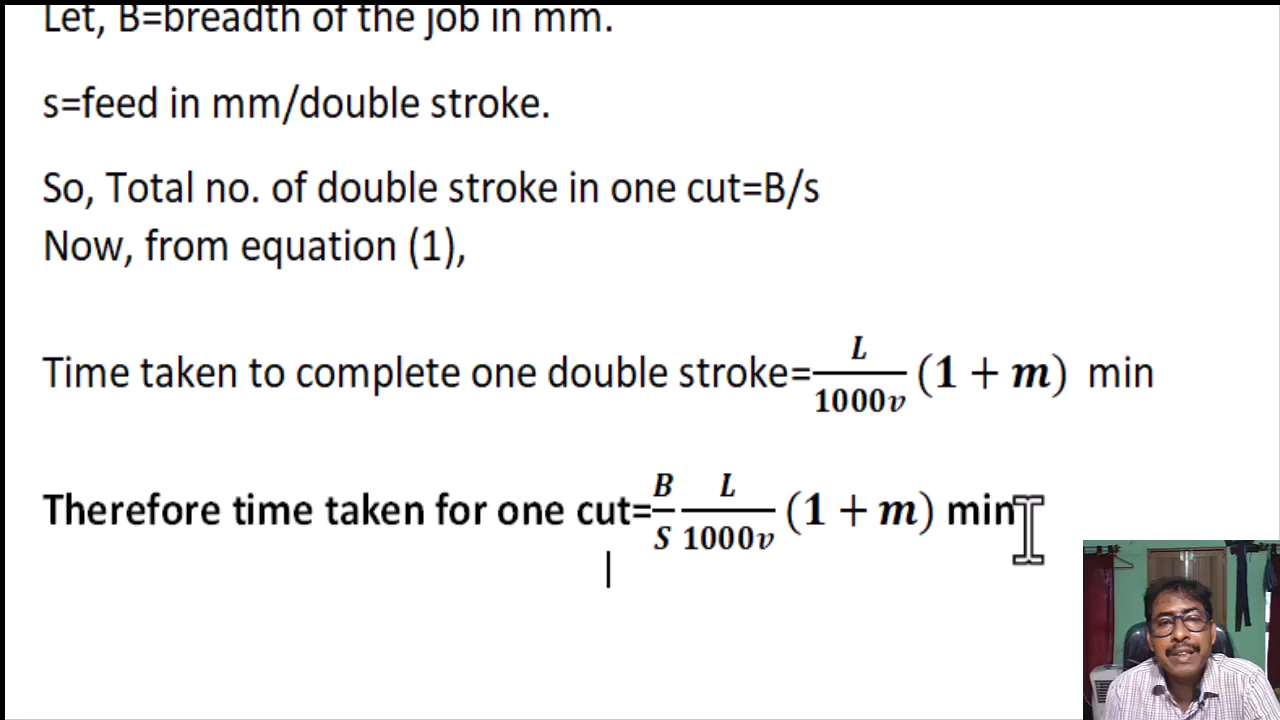 Let, B=breadth of the job in mm.
s=feed in mm/double stroke.
So, Total no. of double stroke in one cut=B/s
Now, from equation (1),
Time taken to complete one double stroke=L/1000v (1 + m) min
Therefore time taken for one cut=B/S L/1000v (1 + m) min